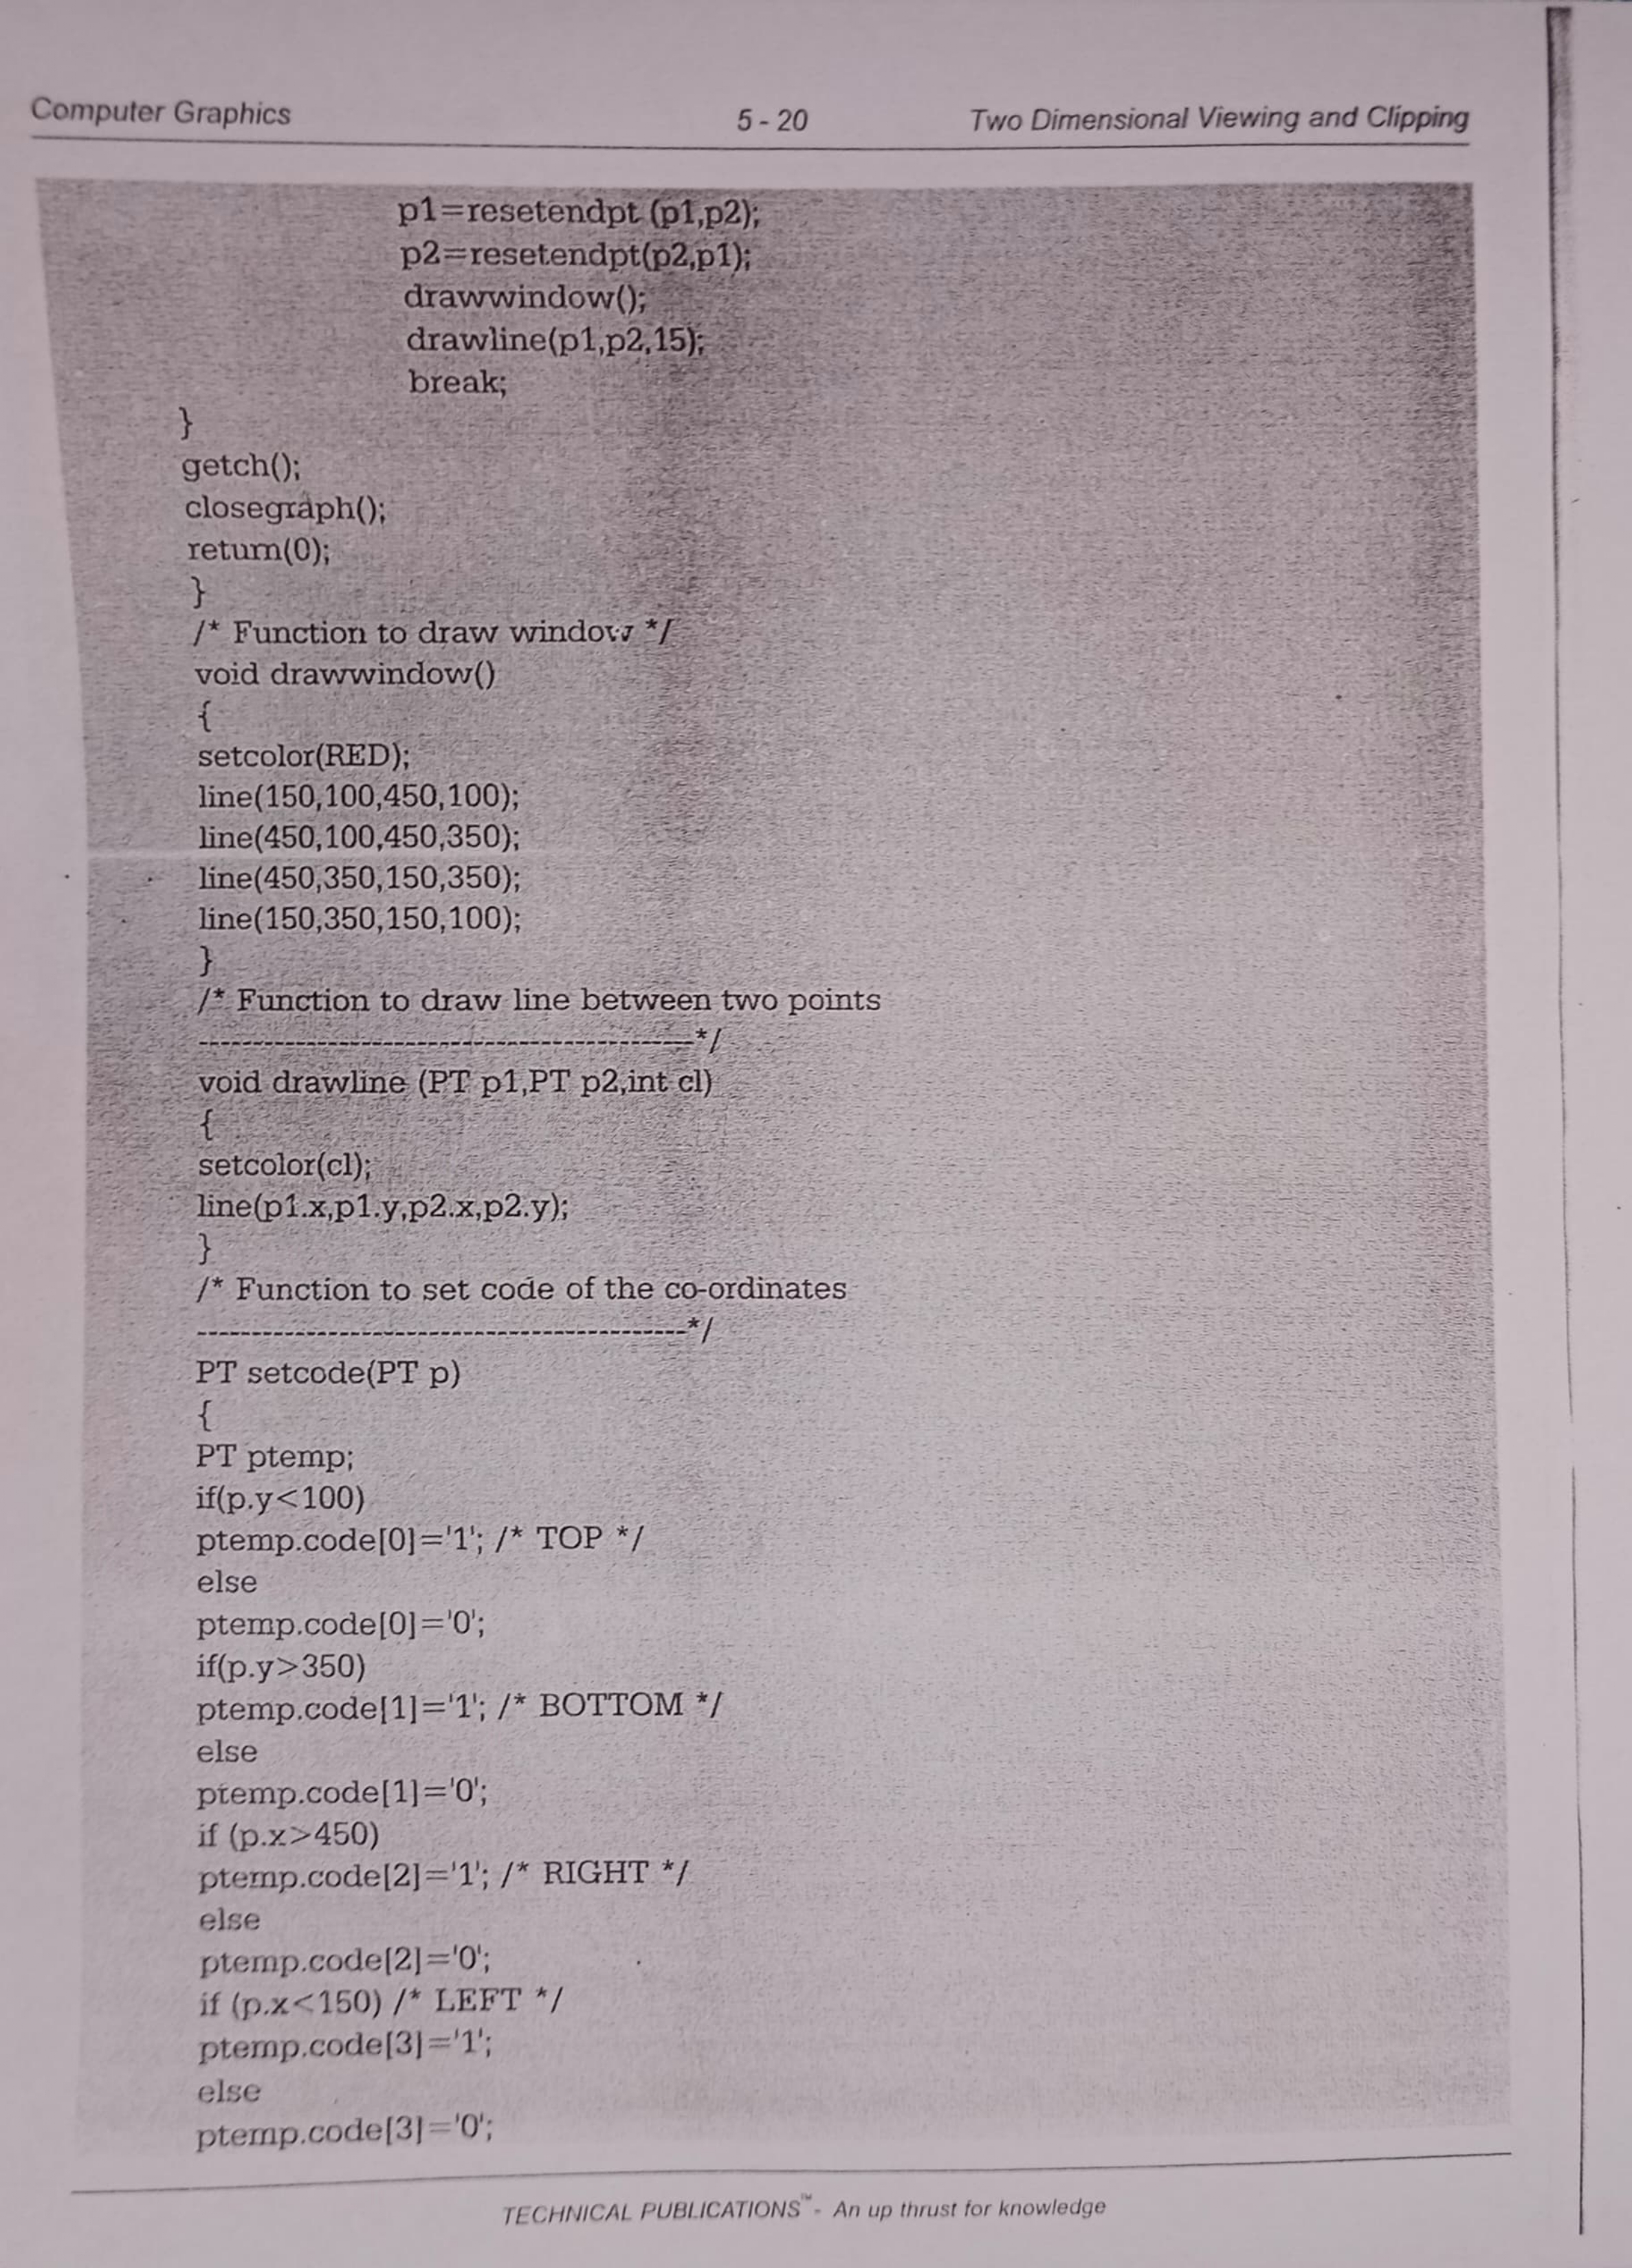 Computer Graphics 5 - 20 Two Dimensional Viewing and Clipping
p1=resetendpt (p1,p2);
p2=resetendpt(p2,p1);
drawwindow();
drawline(p1,p2,15);
break;
}
getch();
closegraph();
return(0);
}
/* Function to draw window */
void drawwindow()
{
setcolor(RED);
line(150,100,450,100);
line(450,100,450,350);
line(450,350,150,350);
line(150,350,150,100);
}
/* Function to draw line between two points
----------------------------------------------*/
void drawline (PT p1,PT p2,int cl)
{
setcolor(cl);
line(p1.x,p1.y,p2.x,p2.y);
}
/* Function to set code of the co-ordinates
----------------------------------------------*/
PT setcode(PT p)
{
PT ptemp;
if(p.y<100)
ptemp.code[0]='1'; /* TOP */
else
ptemp.code[0]='0';
if(p.y>350)
ptemp.code[1]='1'; /* BOTTOM */
else
ptemp.code[1]='0';
if (p.x>450)
ptemp.code[2]='1'; /* RIGHT */
else
ptemp.code[2]='0';
if (p.x<150) /* LEFT */
ptemp.code[3]='1';
else
ptemp.code[3]='0';
TECHNICAL PUBLICATIONS™ - An up thrust for knowledge